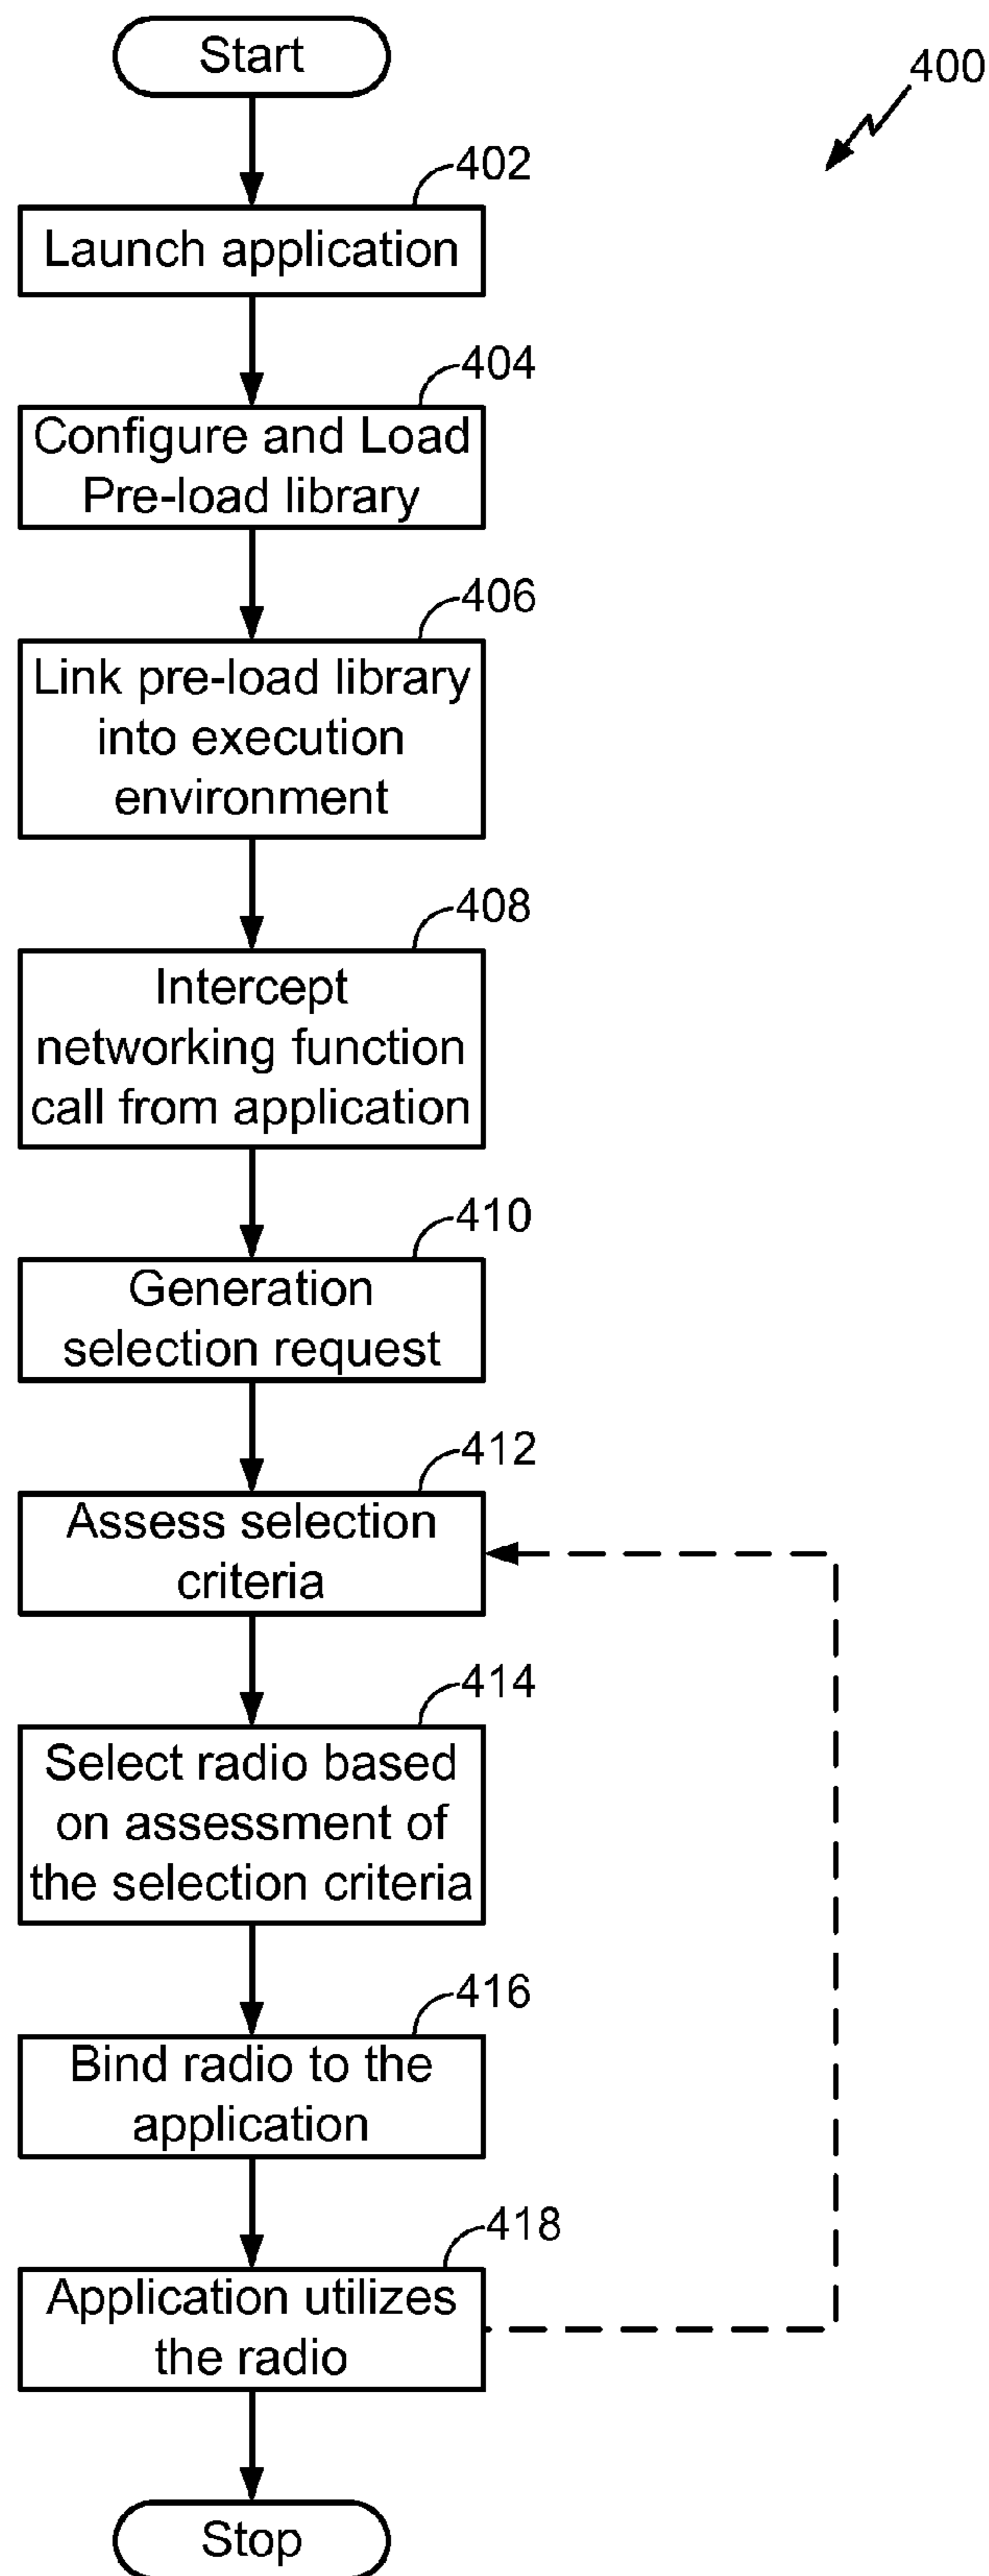 Start
400
402
Launch application
404
Configure and Load
Pre-load library
406
Link pre-load library
into execution
environment
408
Intercept
networking function
call from application
410
Generation
selection request
412
Assess selection
criteria
414
Select radio based
on assessment of
the selection criteria
416
Bind radio to the
application
418
Application utilizes
the radio
Stop